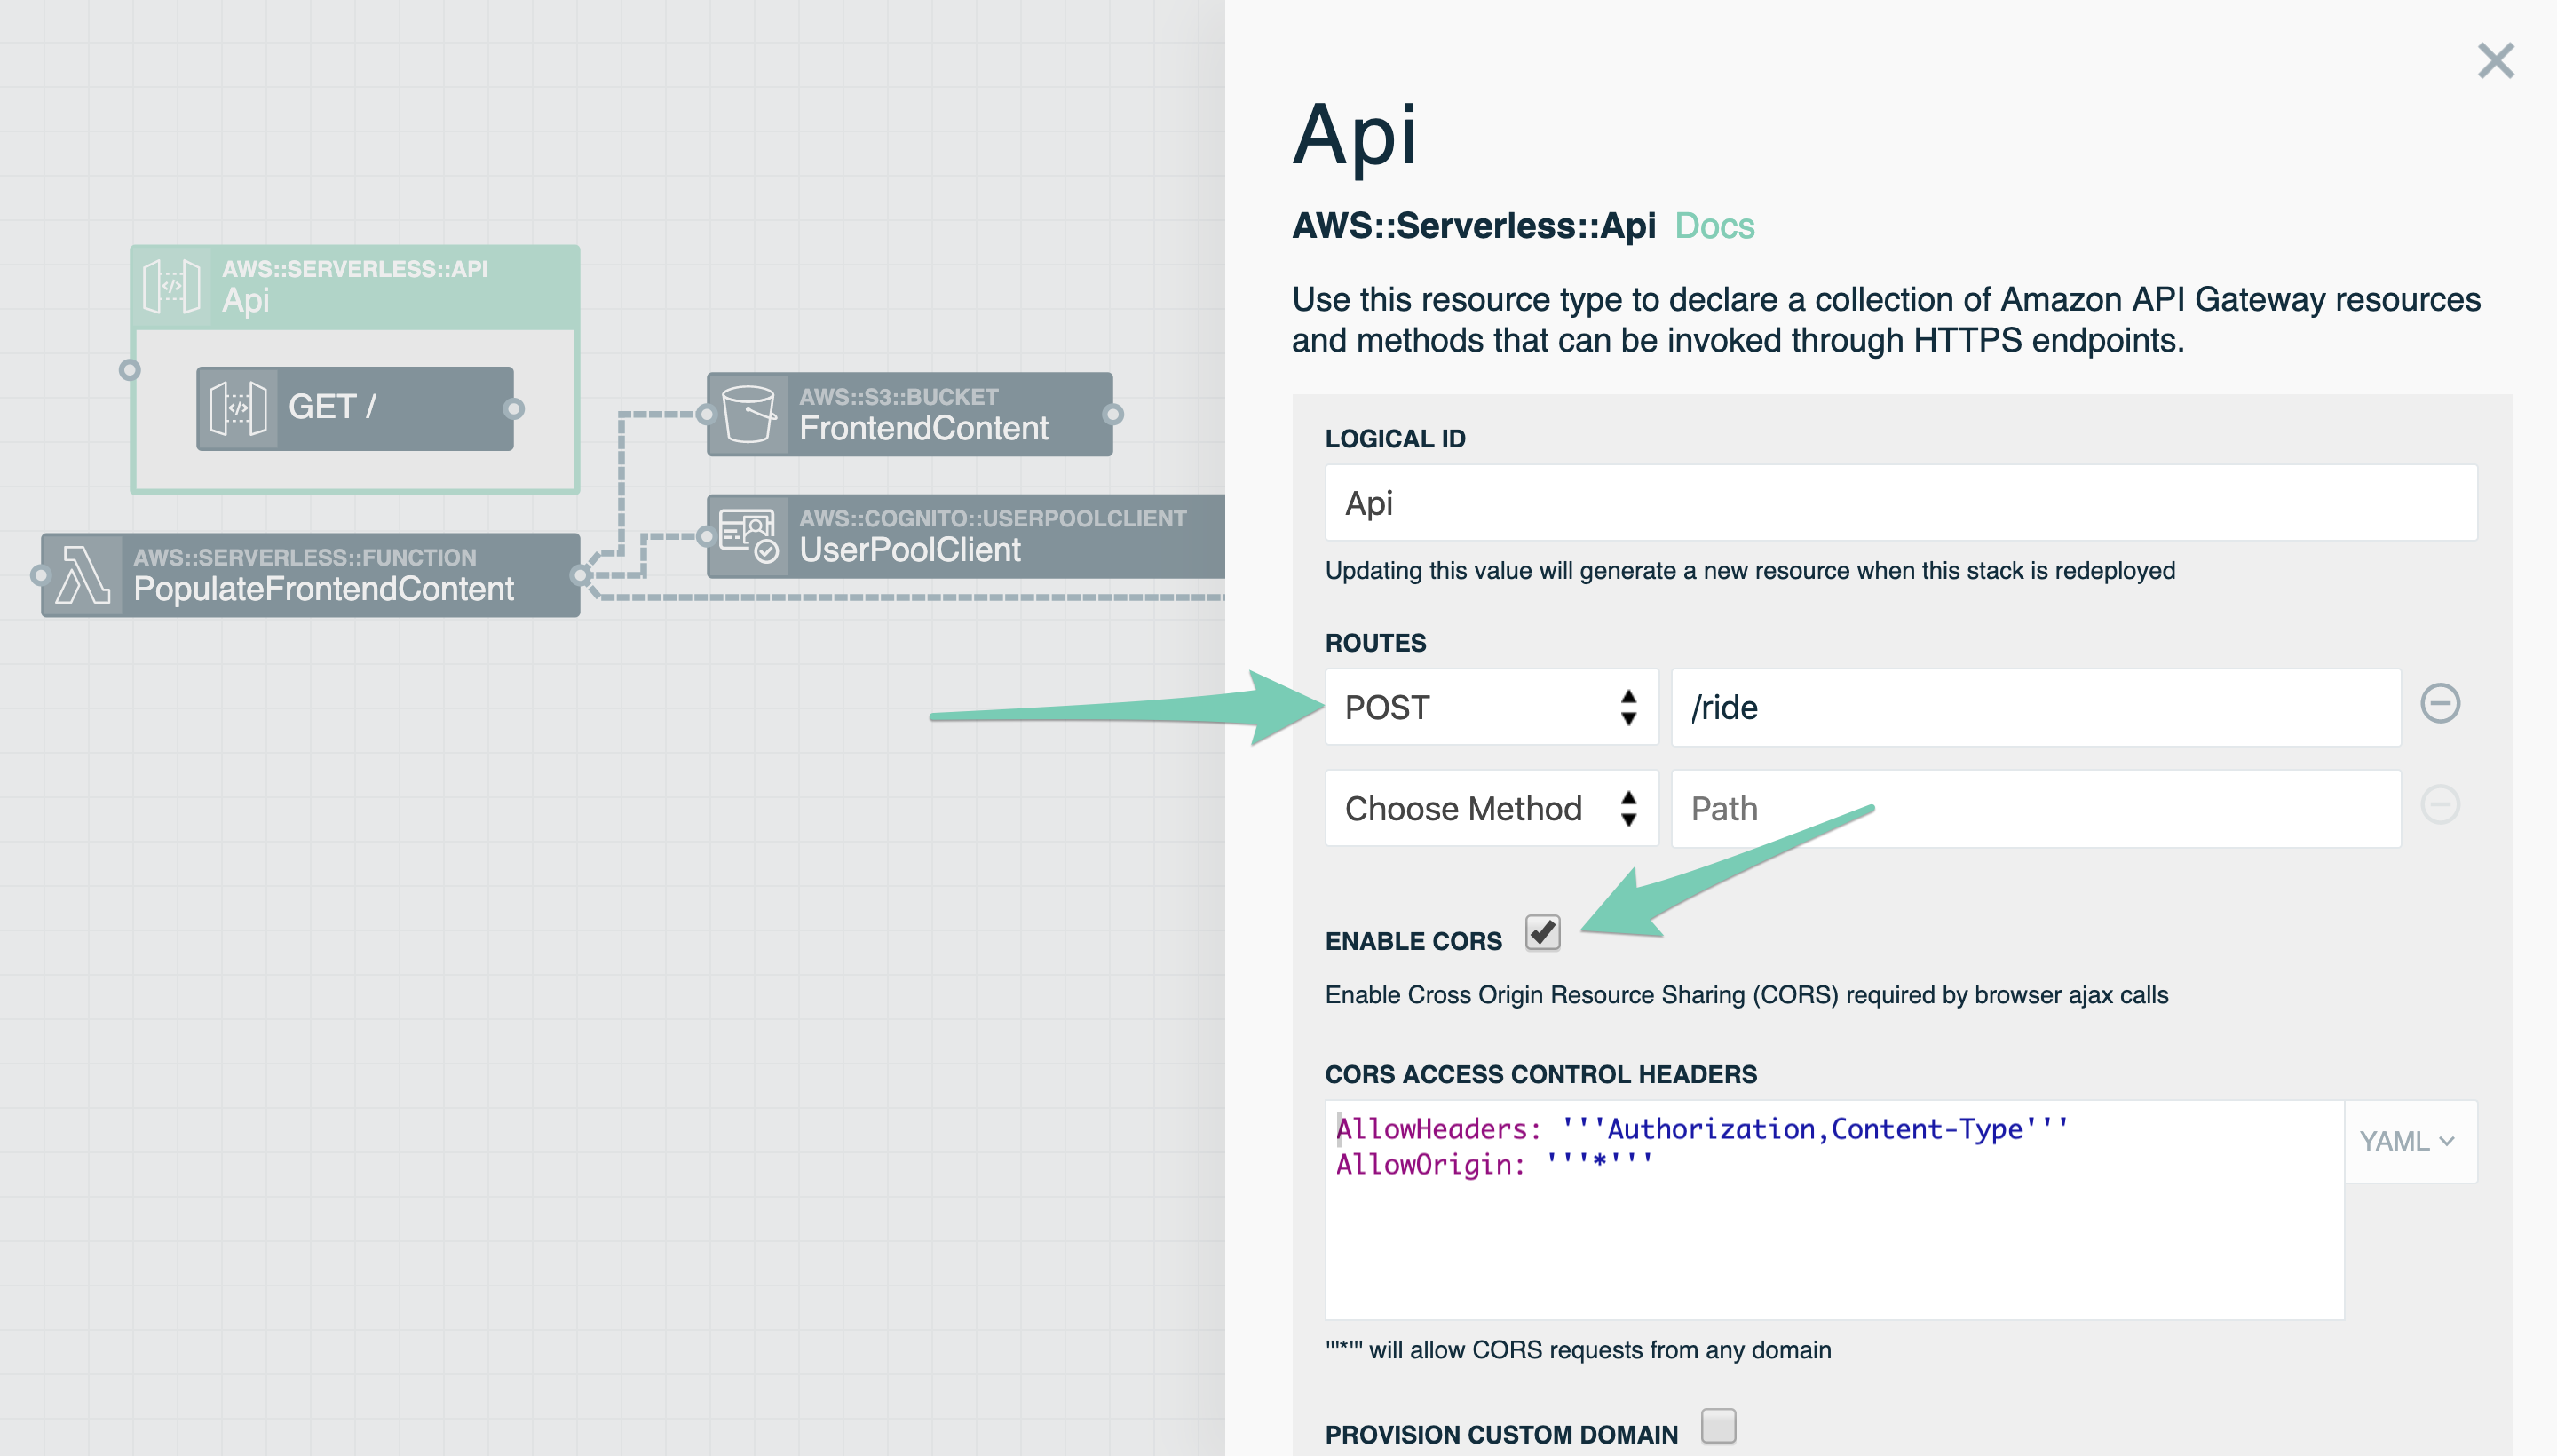 AWS::SERVERLESS::API
Api
GET /
AWS::S3::BUCKET
FrontendContent
AWS::COGNITO::USERPOOLCLIENT
UserPoolClient
AWS::SERVERLESS::FUNCTION
PopulateFrontendContent
Api
AWS::Serverless::Api Docs
Use this resource type to declare a collection of Amazon API Gateway resources
and methods that can be invoked through HTTPS endpoints.
LOGICAL ID
Api
Updating this value will generate a new resource when this stack is redeployed
ROUTES
POST /ride
Choose Method Path
ENABLE CORS
Enable Cross Origin Resource Sharing (CORS) required by browser ajax calls
CORS ACCESS CONTROL HEADERS
AllowHeaders: '''Authorization,Content-Type'''
AllowOrigin: '''*'''
YAML
'"*"' will allow CORS requests from any domain
PROVISION CUSTOM DOMAIN